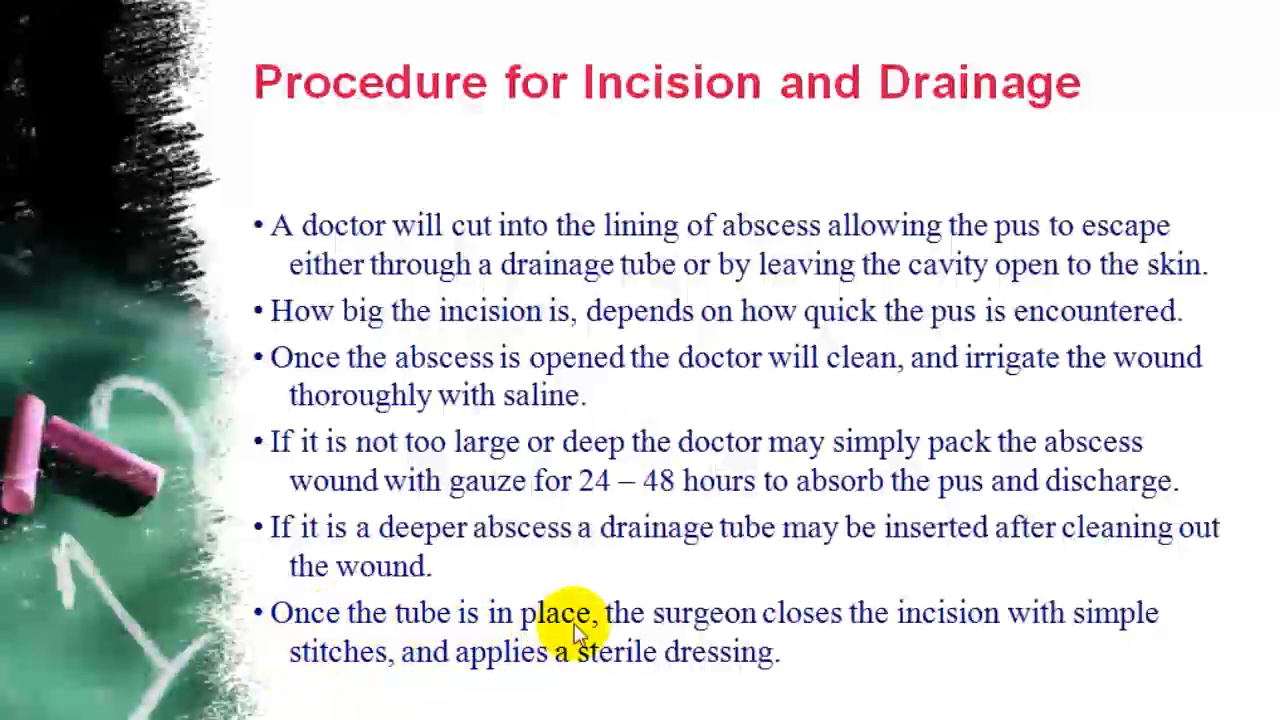 Procedure for Incision and Drainage
• A doctor will cut into the lining of abscess allowing the pus to escape
either through a drainage tube or by leaving the cavity open to the skin.
• How big the incision is, depends on how quick the pus is encountered.
• Once the abscess is opened the doctor will clean, and irrigate the wound
thoroughly with saline.
• If it is not too large or deep the doctor may simply pack the abscess
wound with gauze for 24 – 48 hours to absorb the pus and discharge.
• If it is a deeper abscess a drainage tube may be inserted after cleaning out
the wound.
• Once the tube is in place, the surgeon closes the incision with simple
stitches, and applies a sterile dressing.